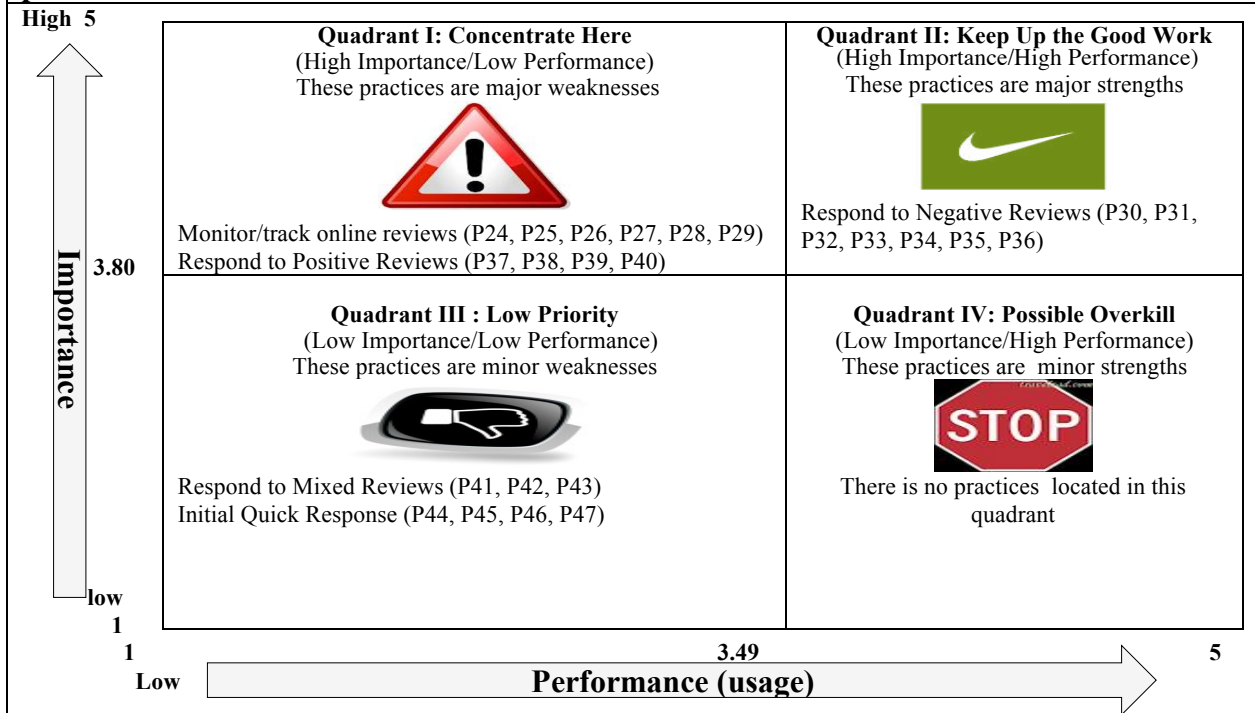 High 5
Quadrant I: Concentrate Here
(High Importance/Low Performance)
These practices are major weaknesses
Monitor/track online reviews (P24, P25, P26, P27, P28, P29)
Respond to Positive Reviews (P37, P38, P39, P40)
Quadrant II: Keep Up the Good Work
(High Importance/High Performance)
These practices are major strengths
Respond to Negative Reviews (P30, P31,
P32, P33, P34, P35, P36)
Importance
3.80
Quadrant III : Low Priority
(Low Importance/Low Performance)
These practices are minor weaknesses
Respond to Mixed Reviews (P41, P42, P43)
Initial Quick Response (P44, P45, P46, P47)
Quadrant IV: Possible Overkill
(Low Importance/High Performance)
These practices are minor strengths
STOP
There is no practices located in this
quadrant
low
1
1
3.49
5
Low
Performance (usage)